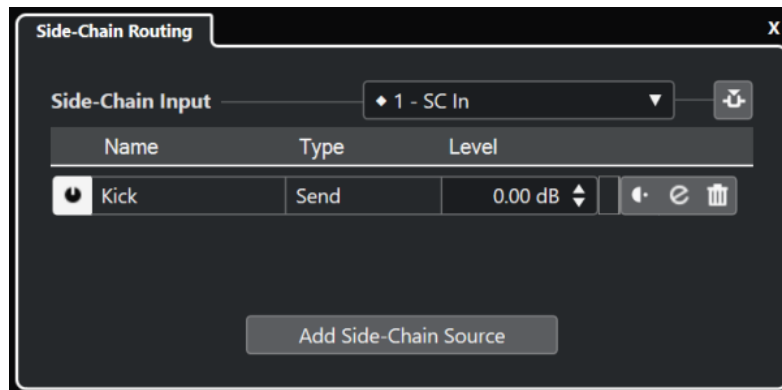 Side-Chain Routing X
Side-Chain Input 1 - SC In
Name Type Level
Kick Send 0.00 dB
Add Side-Chain Source